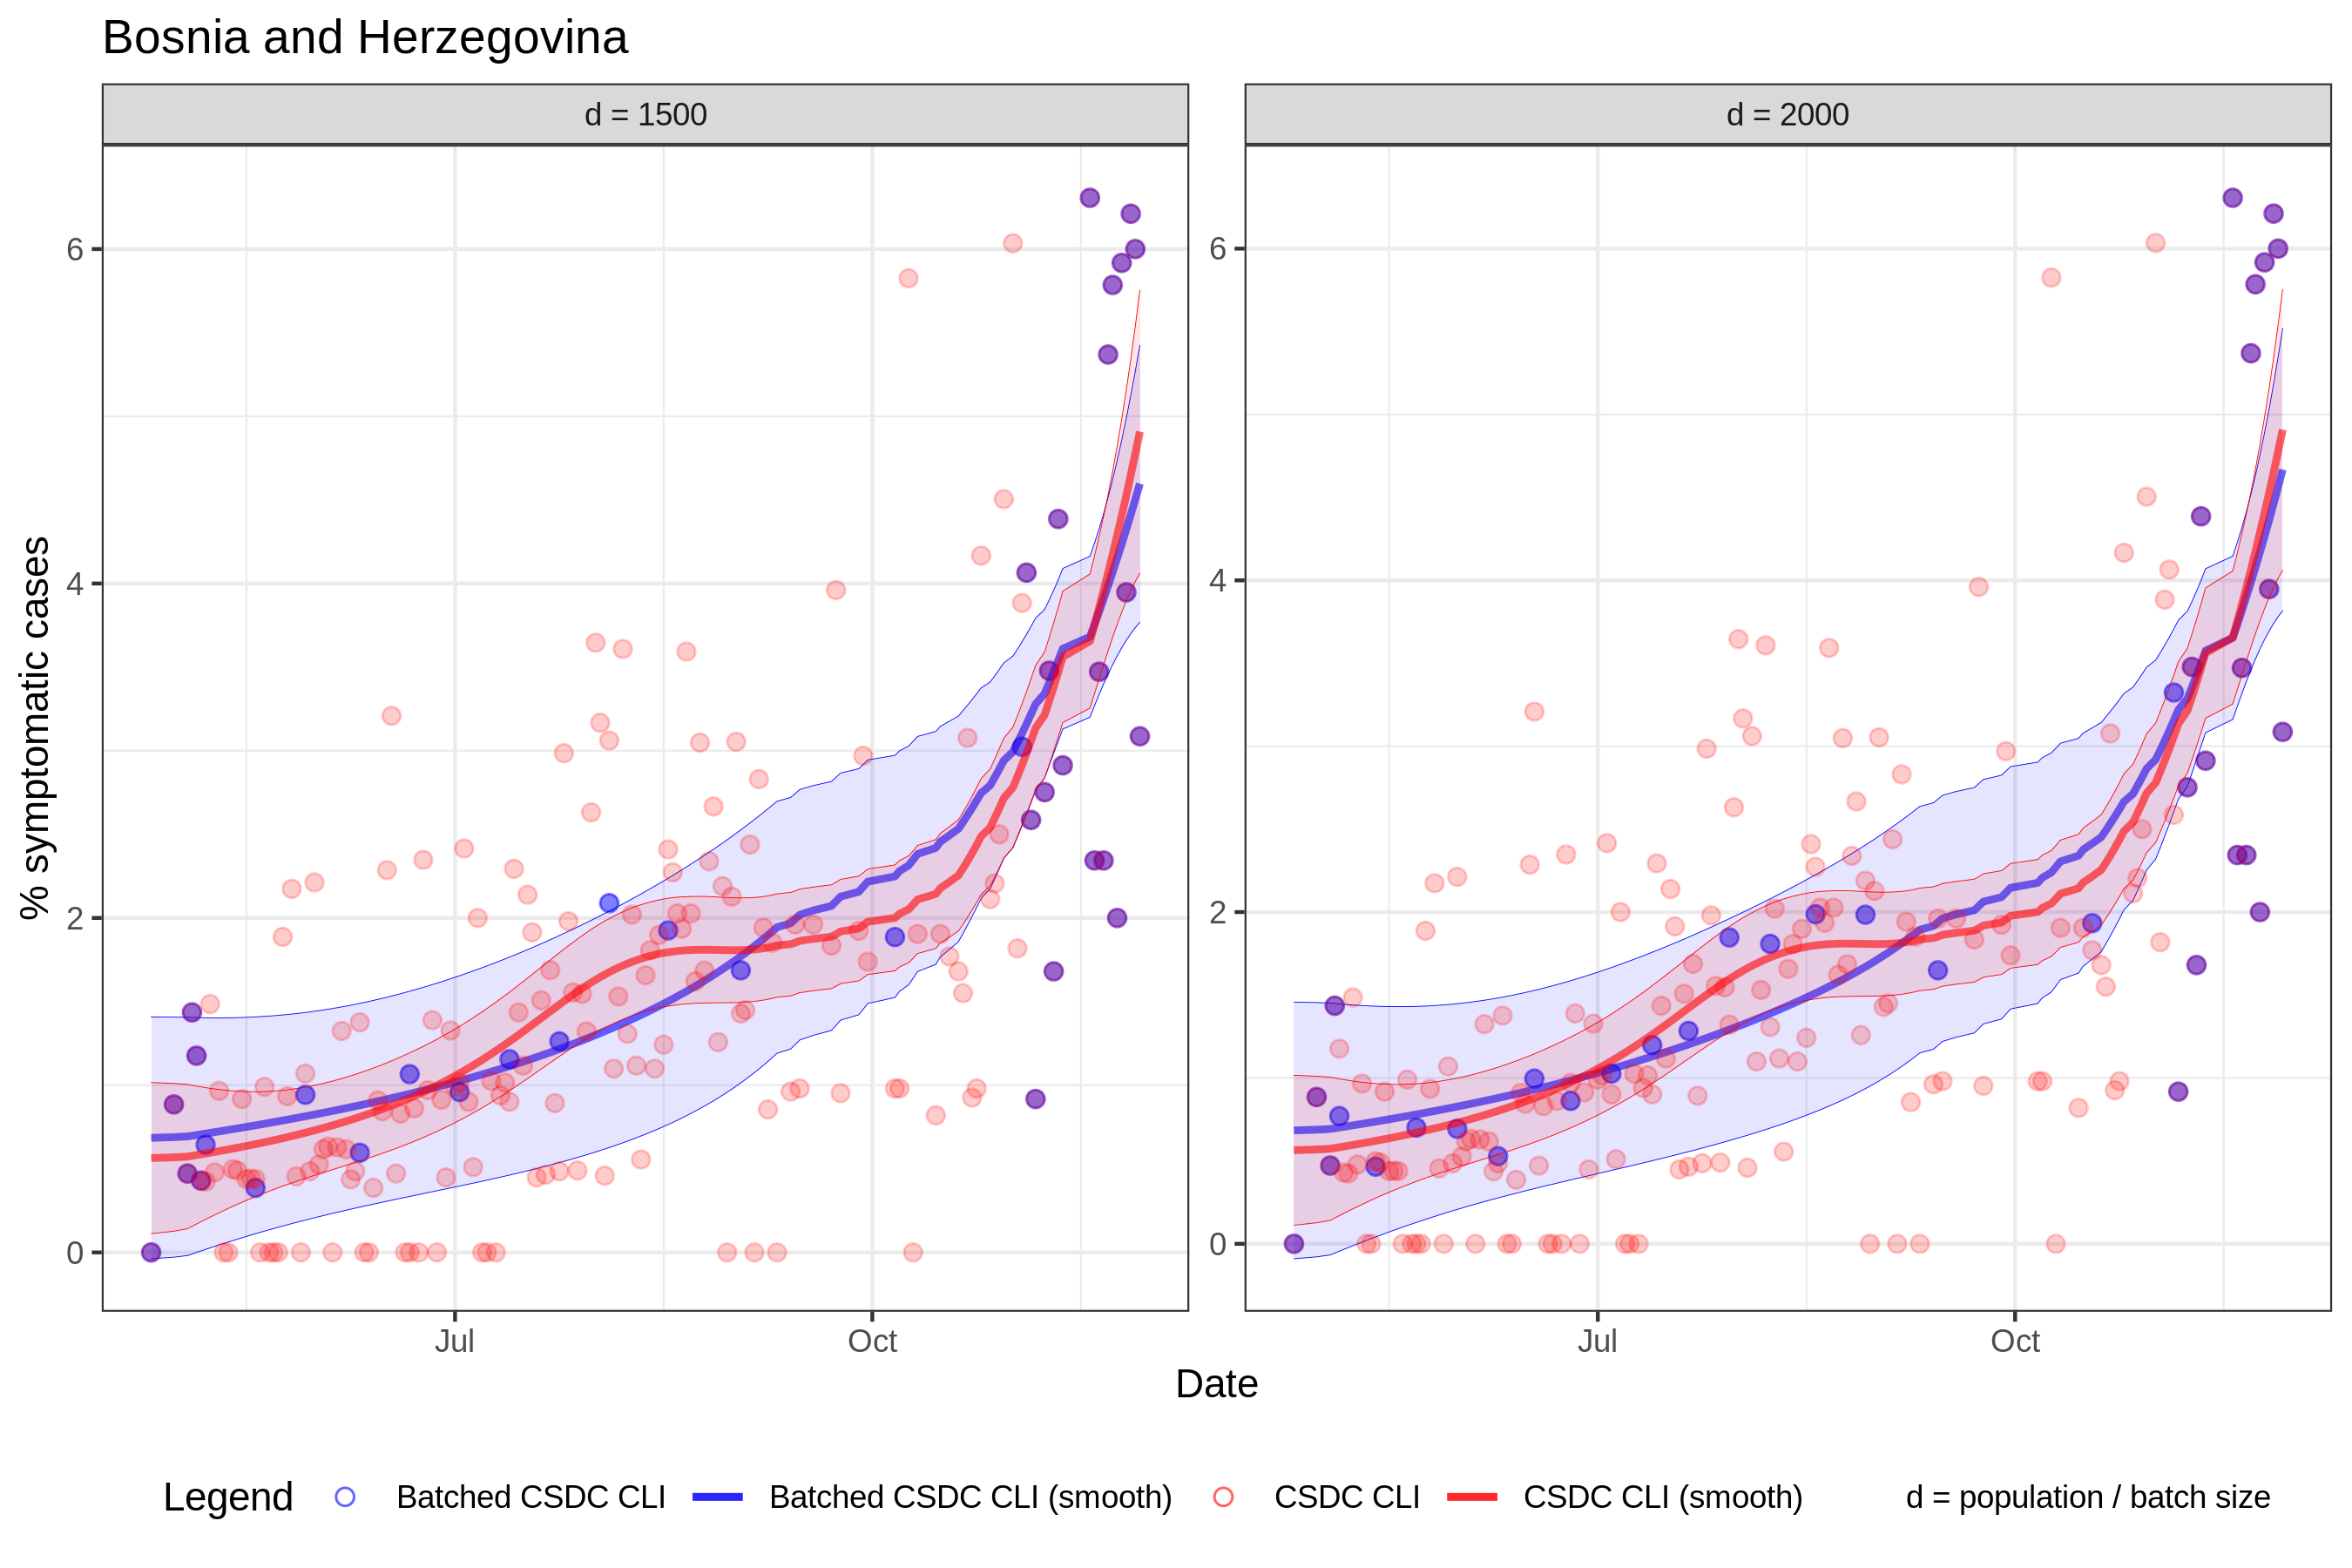 Bosnia and Herzegovina
d = 1500
d = 2000
% symptomatic cases
6
4
2
0
6
4
2
0
Jul
Oct
Jul
Oct
Date
Legend Batched CSDC CLI Batched CSDC CLI (smooth) CSDC CLI CSDC CLI (smooth) d = population / batch size